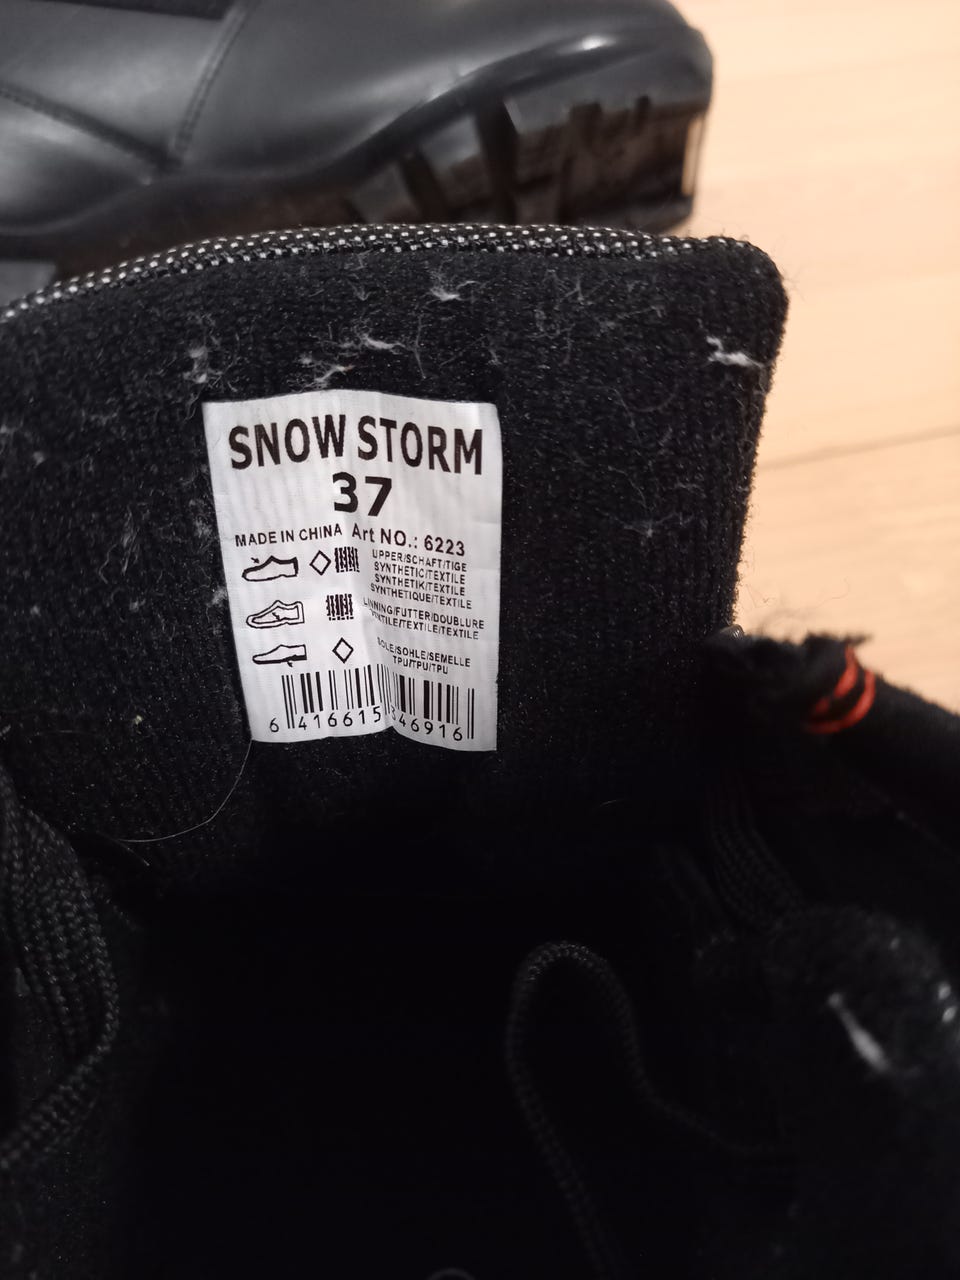 SNOW STORM
37
MADE IN CHINA Art NO.: 6223
UPPER/SCHAFT/TIGE
SYNTHETIC/TEXTILE
SYNTHETIK/TEXTILE
SYNTHETIQUE/TEXTILE
LINNING/FUTTER/DOUBLURE
TEXTILE/TEXTILE/TEXTILE
SOLE/SOHLE/SEMELLE
TPU/TPU/TPU
6 416615 346916